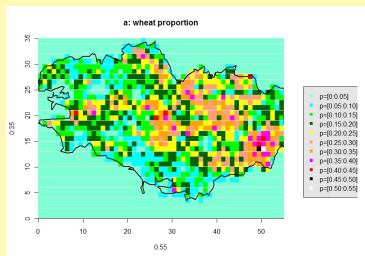 a: wheat proportion
35
30
25
20
15
10
5
0
0:35
0
10
20
30
40
50
0:55
p=[0:0.05]
p=[0.05:0.10]
p=[0.10:0.15]
p=[0.15:0.20]
p=[0.20:0.25]
p=[0.25:0.30]
p=[0.30:0.35]
p=[0.35:0.40]
p=[0.40:0.45]
p=[0.45:0.50]
p=[0.50:0.55]